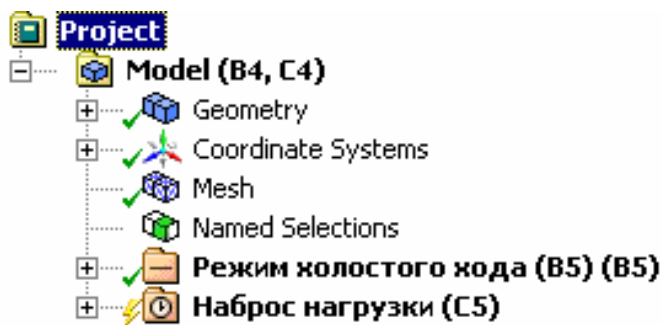 Project
Model (B4, C4)
Geometry
Coordinate Systems
Mesh
Named Selections
Режим холостого хода (B5) (B5)
Наброс нагрузки (C5)